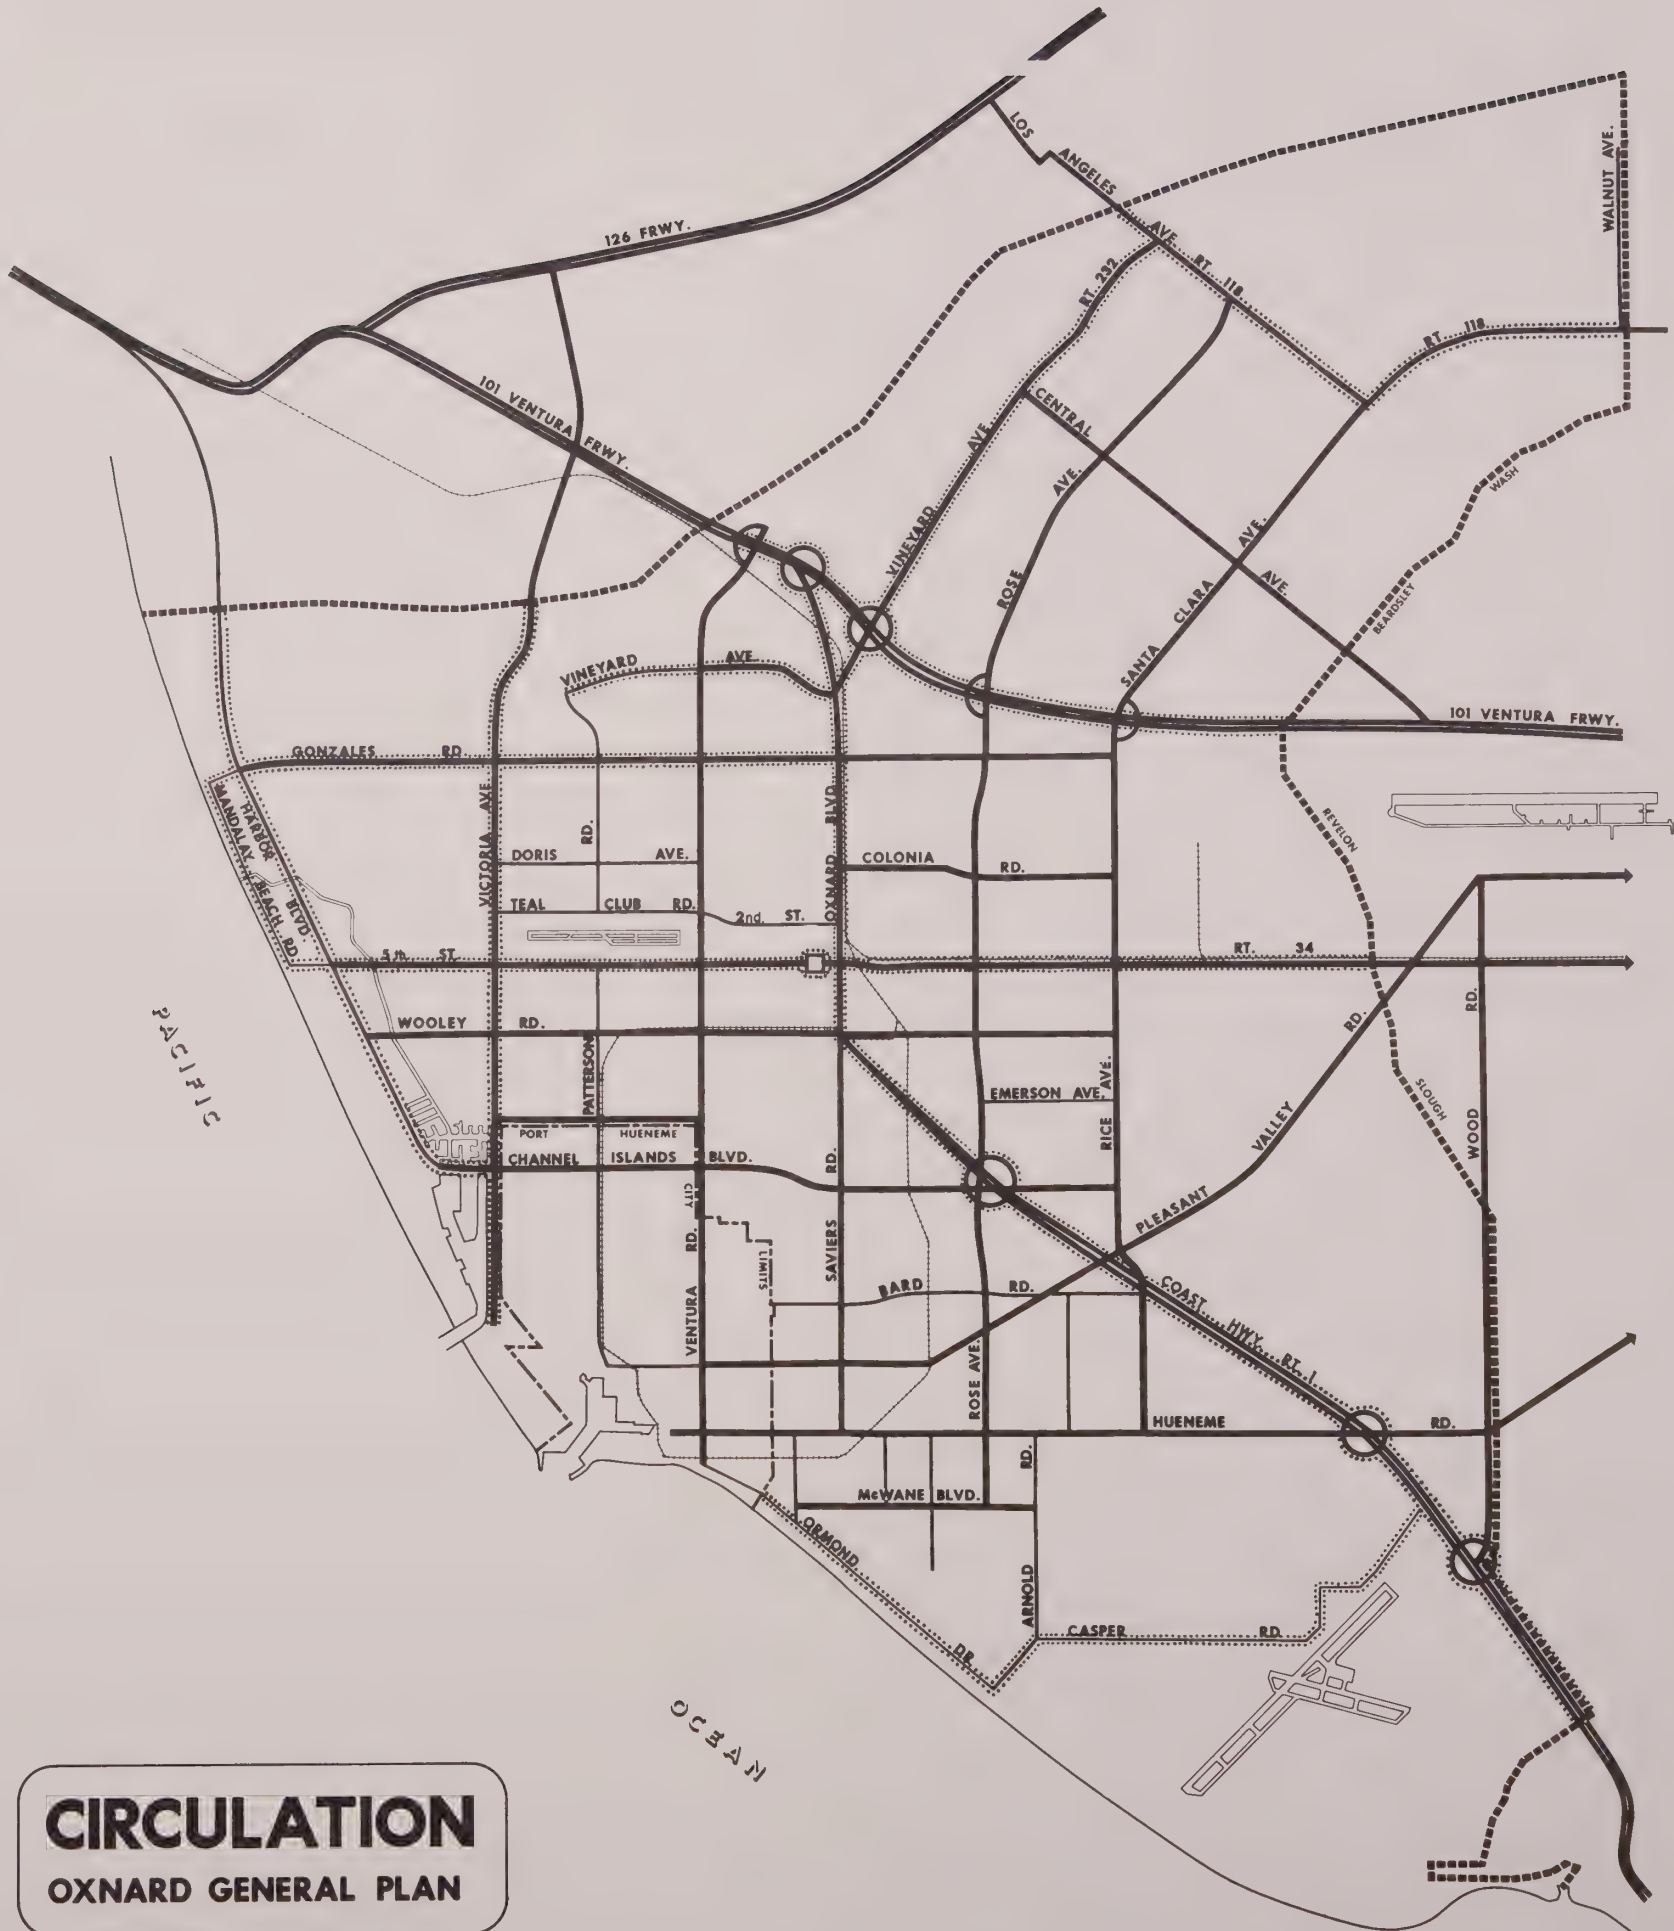 LOS ANGELES AVE. RT. 118
WALNUT AVE.
126 FRWY.
RT. 232
RT. 118
101 VENTURA FRWY.
CENTRAL AVE.
VINEYARD AVE.
ROSE AVE.
SANTA CLARA AVE.
WASH
BEARDSLEY
VINEYARD AVE.
101 VENTURA FRWY.
GONZALES RD.
MANDALAY BEACH RD.
HARBOR BLVD.
VICTORIA AVE
RD.
OXNARD BLVD.
REVELON
SLOUGH
DORIS AVE.
COLONIA RD.
TEAL CLUB RD.
2nd. ST.
5th ST.
RT. 34
WOOLEY RD.
PATTERSON
EMERSON AVE.
RICE AVE.
PLEASANT VALLEY RD.
WOOD RD.
PORT HUENEME
CITY LIMITS
CHANNEL ISLANDS BLVD.
VENTURA RD.
SAVIERS RD.
BARD RD.
COAST HWY. RT. 1
ROSE AVE.
HUENEME RD.
McWANE BLVD.
ARNOLD RD.
ORMOND DR.
CASPER RD.
PACIFIC
OCEAN
CIRCULATION
OXNARD GENERAL PLAN